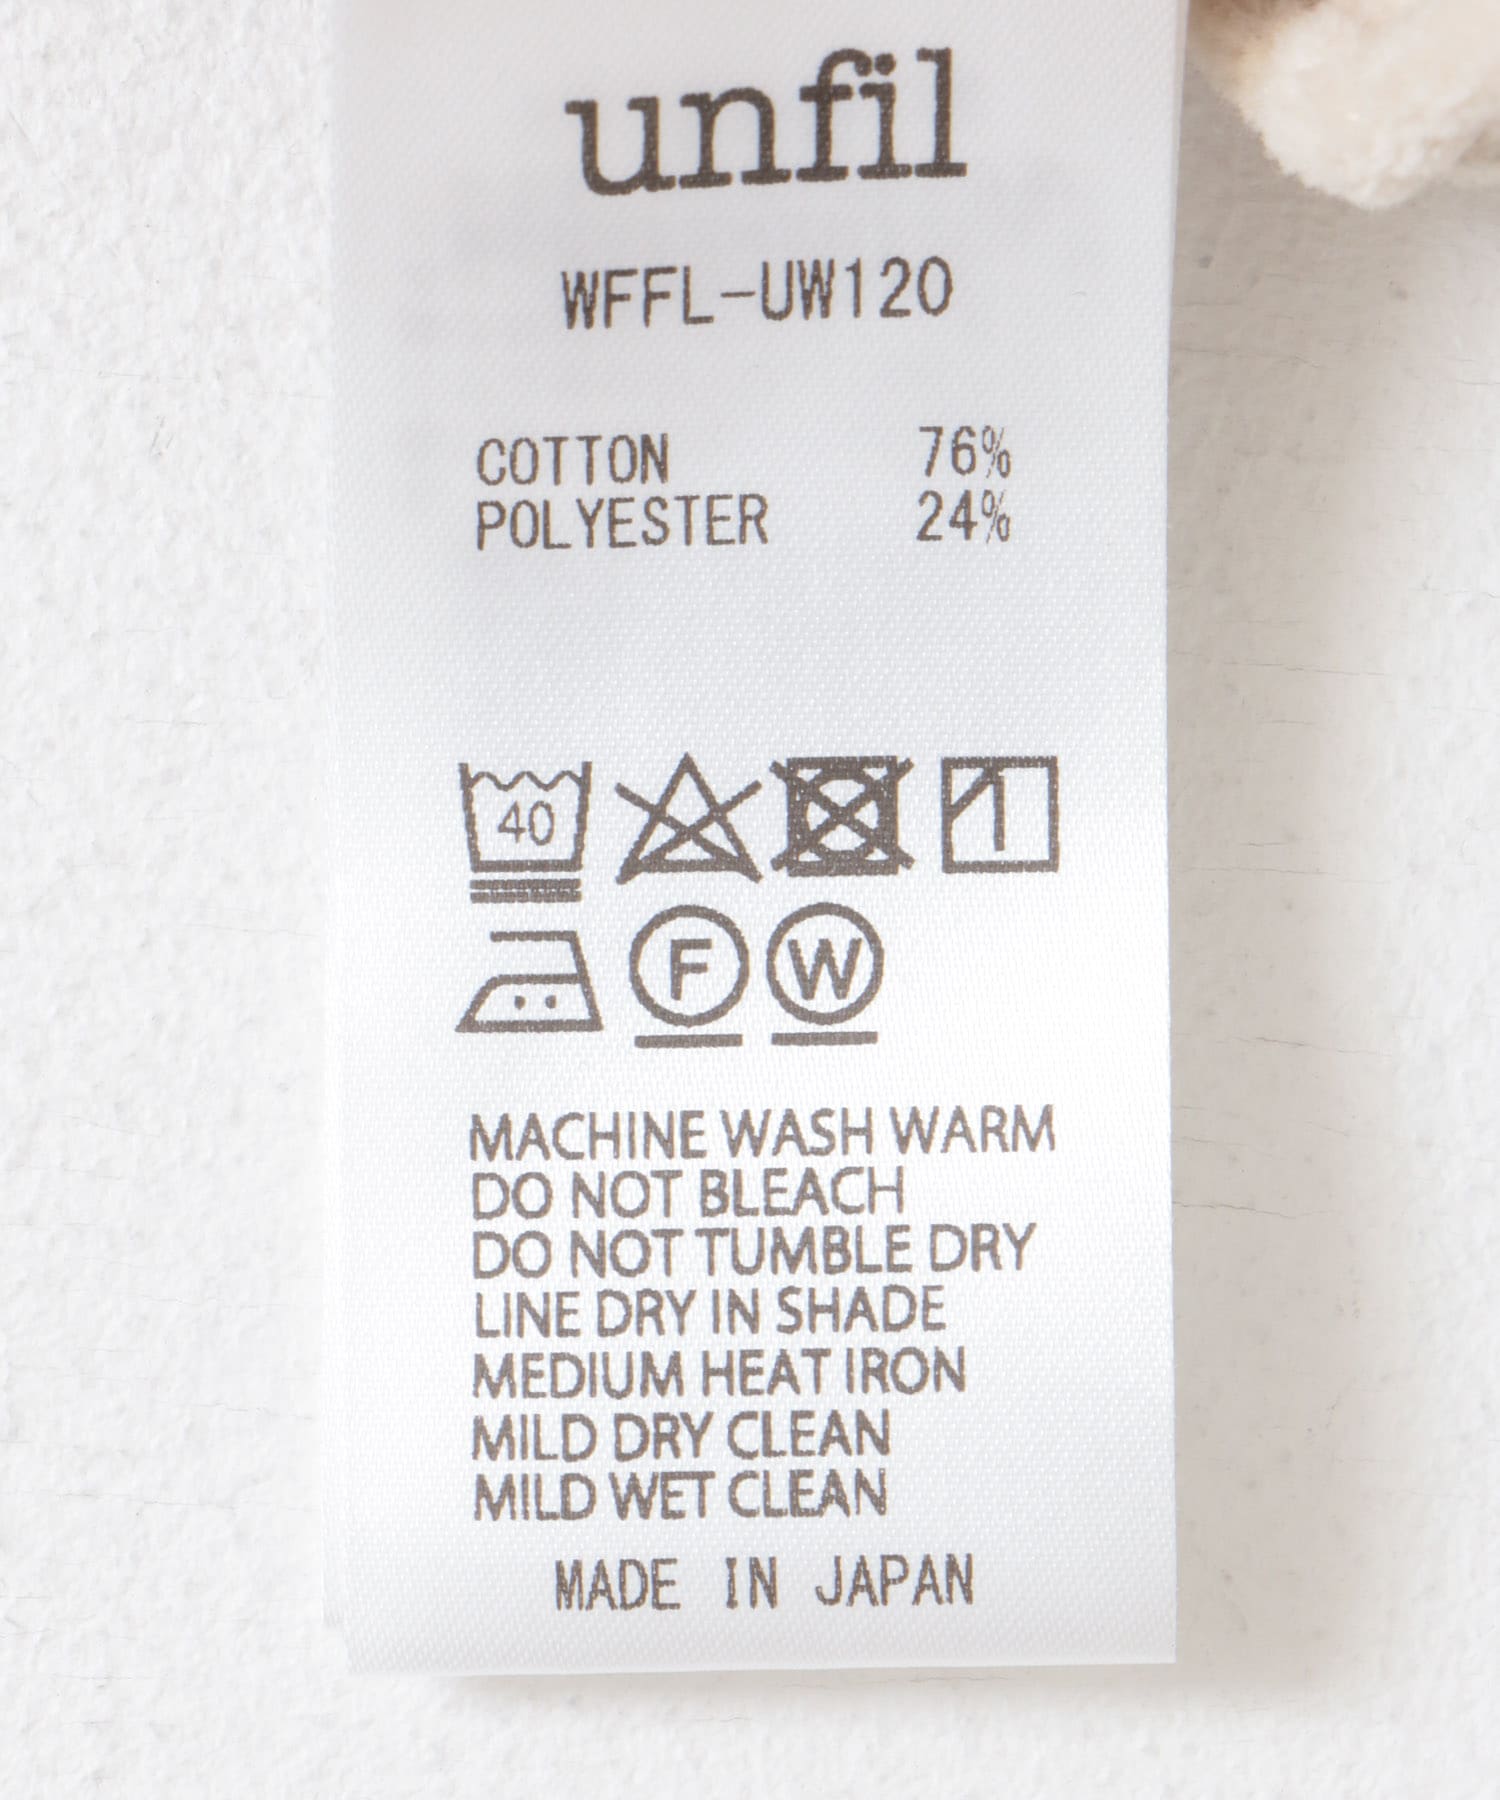 unfil
WFFL-UW120
COTTON 76%
POLYESTER 24%
40
F W
MACHINE WASH WARM
DO NOT BLEACH
DO NOT TUMBLE DRY
LINE DRY IN SHADE
MEDIUM HEAT IRON
MILD DRY CLEAN
MILD WET CLEAN
MADE IN JAPAN